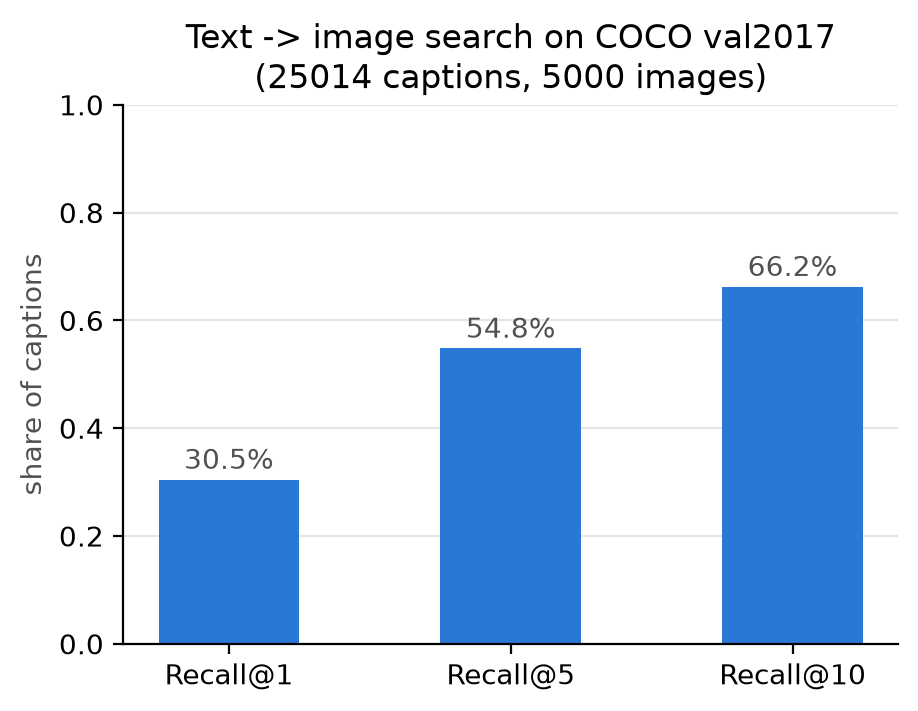 Text -> image search on COCO val2017
(25014 captions, 5000 images)
share of captions
1.0
0.8
0.6
0.4
0.2
0.0
30.5%
54.8%
66.2%
Recall@1
Recall@5
Recall@10